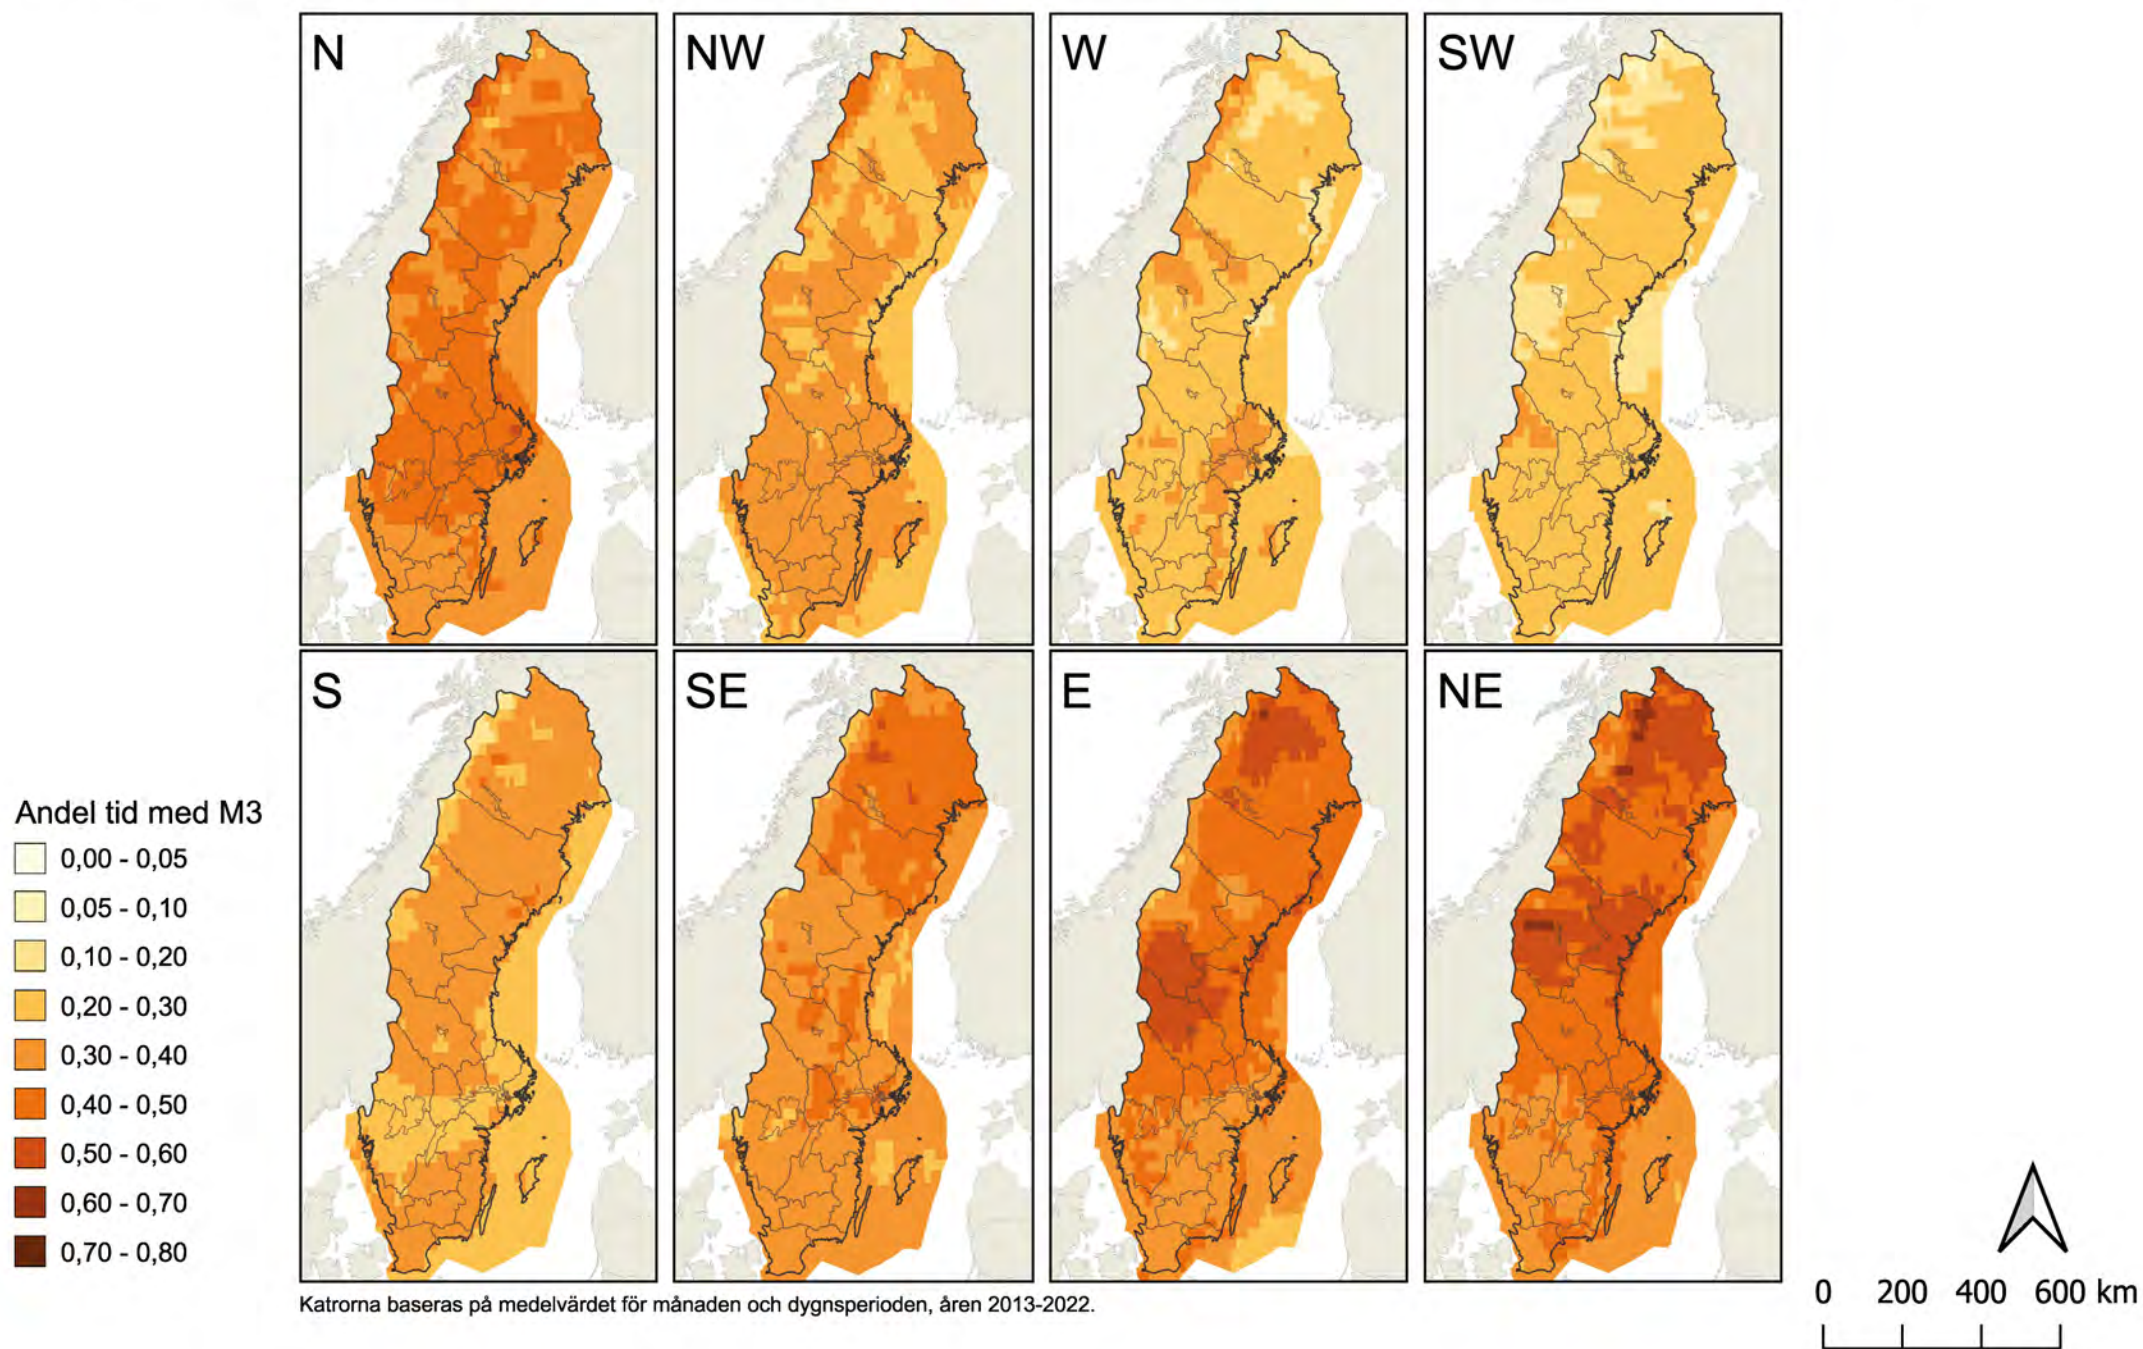 N
NW
W
SW
S
SE
E
NE
Andel tid med M3
0,00 - 0,05
0,05 - 0,10
0,10 - 0,20
0,20 - 0,30
0,30 - 0,40
0,40 - 0,50
0,50 - 0,60
0,60 - 0,70
0,70 - 0,80
Katrorna baseras på medelvärdet för månaden och dygnsperioden, åren 2013-2022.
0 200 400 600 km